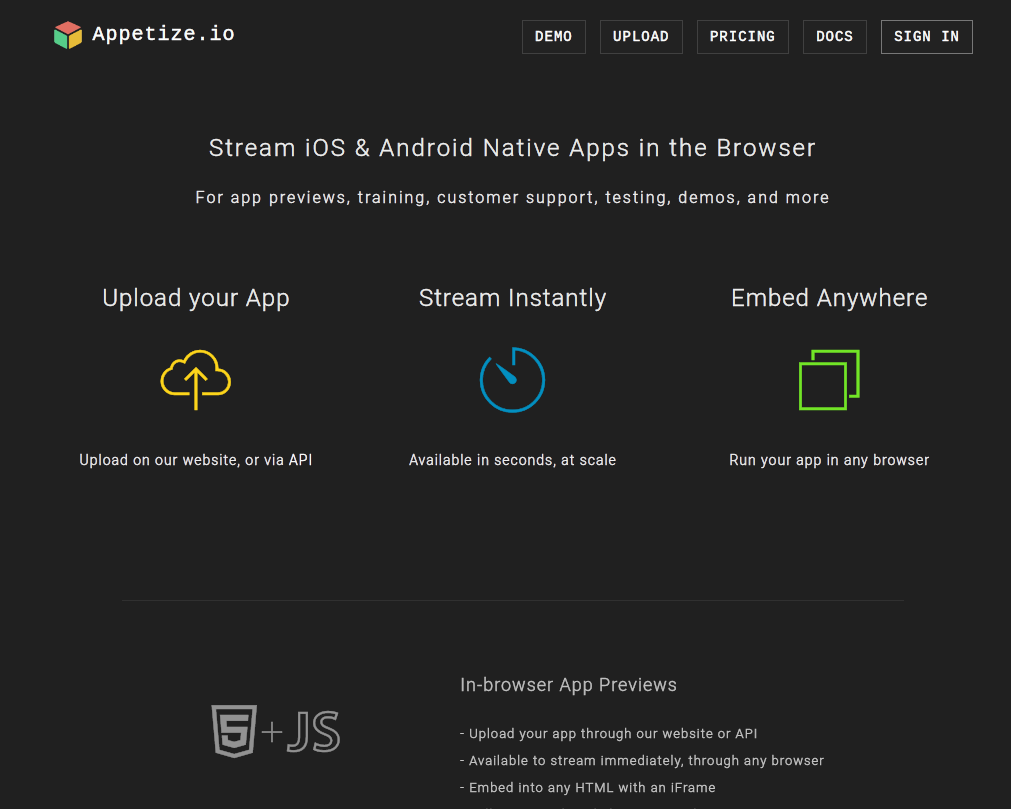 Appetize.io
DEMO
UPLOAD
PRICING
DOCS
SIGN IN
Stream iOS & Android Native Apps in the Browser
For app previews, training, customer support, testing, demos, and more
Upload your App
Stream Instantly
Embed Anywhere
Upload on our website, or via API
Available in seconds, at scale
Run your app in any browser
In-browser App Previews
5+JS
- Upload your app through our website or API
- Available to stream immediately, through any browser
- Embed into any HTML with an iFrame